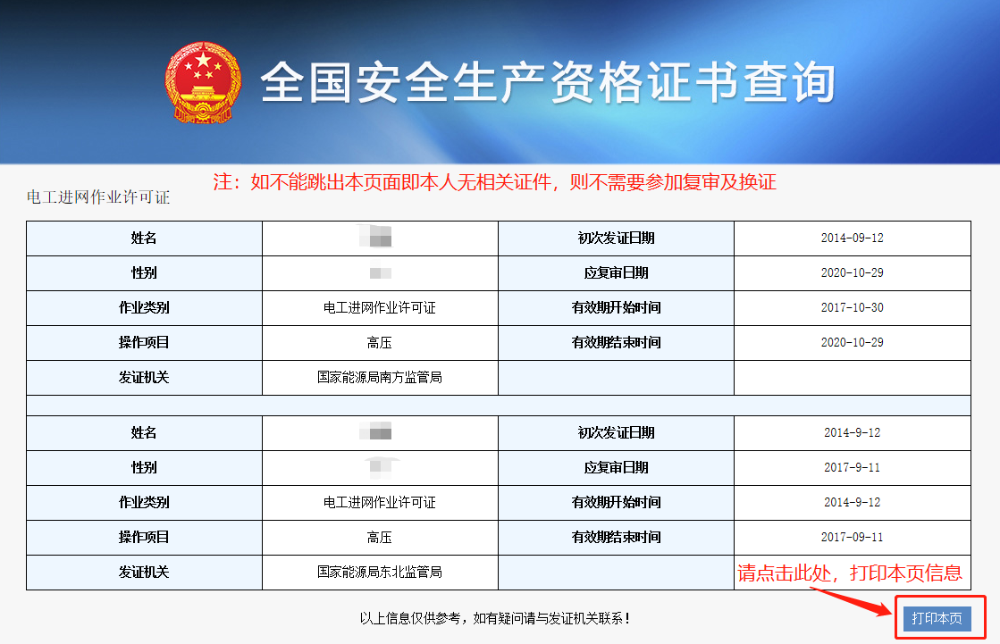 全国安全生产资格证书查询
注：如不能跳出本页面即本人无相关证件，则不需要参加复审及换证
电工进网作业许可证
姓名 初次发证日期 2014-09-12
性别 应复审日期 2020-10-29
作业类别 电工进网作业许可证 有效期开始时间 2017-10-30
操作项目 高压 有效期结束时间 2020-10-29
发证机关 国家能源局南方监管局
姓名 初次发证日期 2014-9-12
性别 应复审日期 2017-9-11
作业类别 电工进网作业许可证 有效期开始时间 2014-9-12
操作项目 高压 有效期结束时间 2017-09-11
发证机关 国家能源局东北监管局
请点击此处，打印本页信息
以上信息仅供参考，如有疑问请与发证机关联系！
打印本页